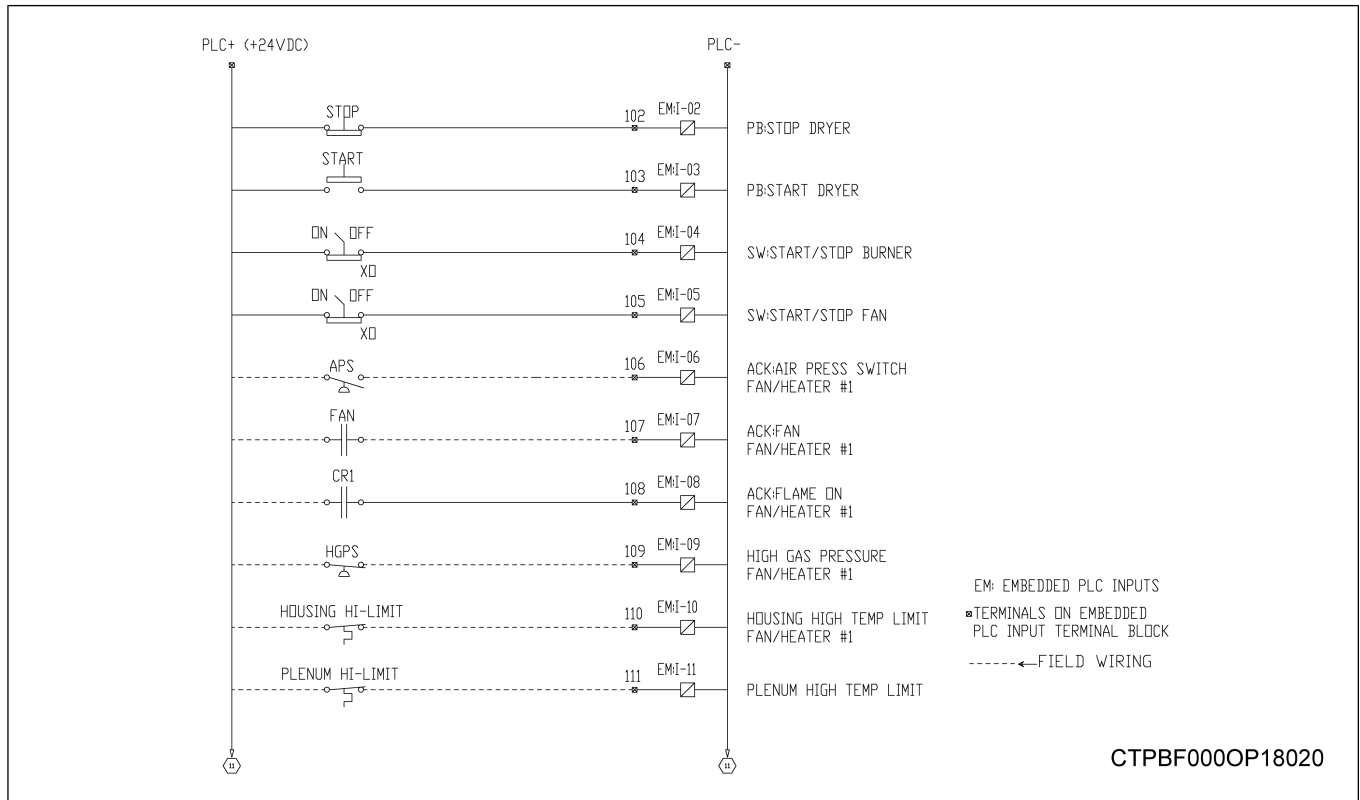 PLC+ (+24VDC)
PLC-
STOP
102
EM:I-02
PB:STOP DRYER
START
103
EM:I-03
PB:START DRYER
ON OFF
XO
104
EM:I-04
SW:START/STOP BURNER
ON OFF
XO
105
EM:I-05
SW:START/STOP FAN
APS
106
EM:I-06
ACK:AIR PRESS SWITCH
FAN/HEATER #1
FAN
107
EM:I-07
ACK:FAN
FAN/HEATER #1
CR1
108
EM:I-08
ACK:FLAME ON
FAN/HEATER #1
HGPS
109
EM:I-09
HIGH GAS PRESSURE
FAN/HEATER #1
HOUSING HI-LIMIT
110
EM:I-10
HOUSING HIGH TEMP LIMIT
FAN/HEATER #1
PLENUM HI-LIMIT
111
EM:I-11
PLENUM HIGH TEMP LIMIT
EM: EMBEDDED PLC INPUTS
TERMINALS ON EMBEDDED
PLC INPUT TERMINAL BLOCK
FIELD WIRING
11
11
CTPBF000OP18020